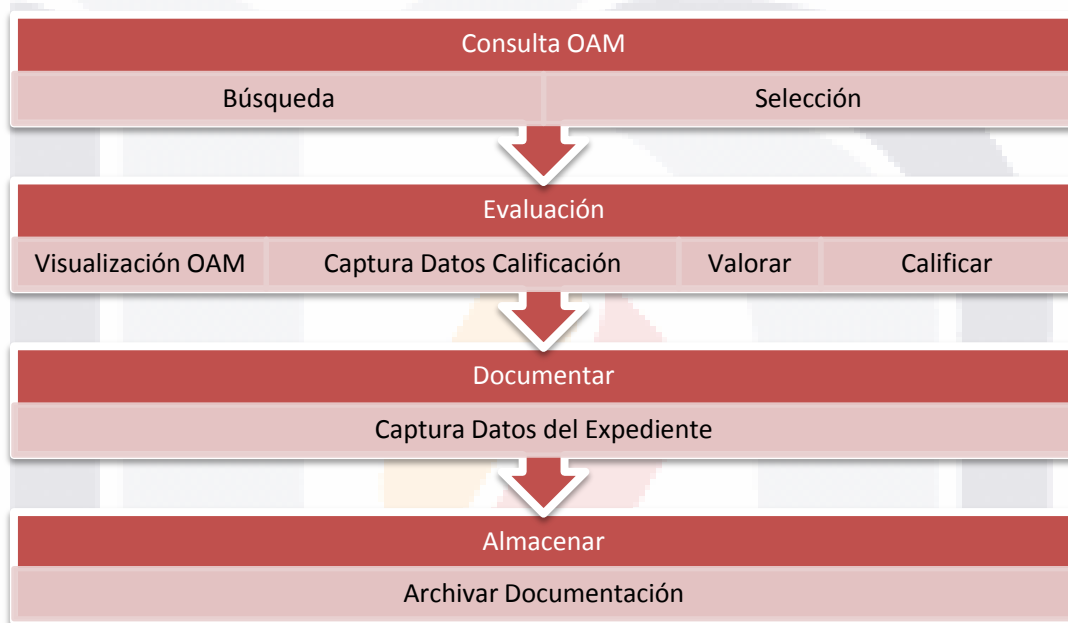 Consulta OAM
Búsqueda Selección
Evaluación
Visualización OAM Captura Datos Calificación Valorar Calificar
Documentar
Captura Datos del Expediente
Almacenar
Archivar Documentación